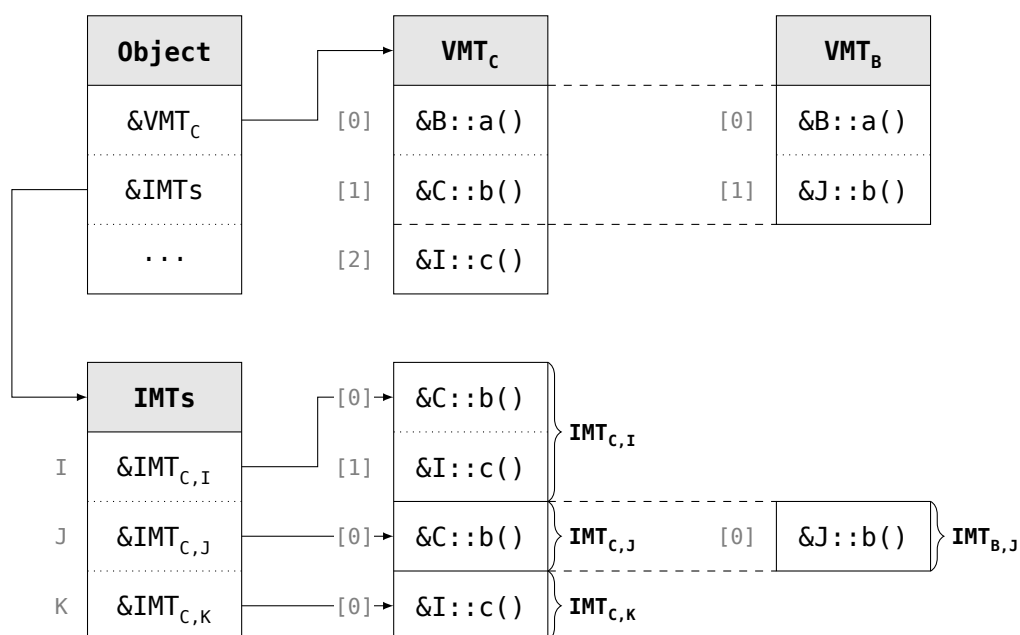 Object VMT_C VMT_B
&VMT_C [0] &B::a() [0] &B::a()
&IMTs [1] &C::b() [1] &J::b()
... [2] &I::c()
IMTs [0] &C::b()
IMT_C,I
I &IMT_C,I [1] &I::c()
J &IMT_C,J [0] &C::b() IMT_C,J [0] &J::b() IMT_B,J
K &IMT_C,K [0] &I::c() IMT_C,K